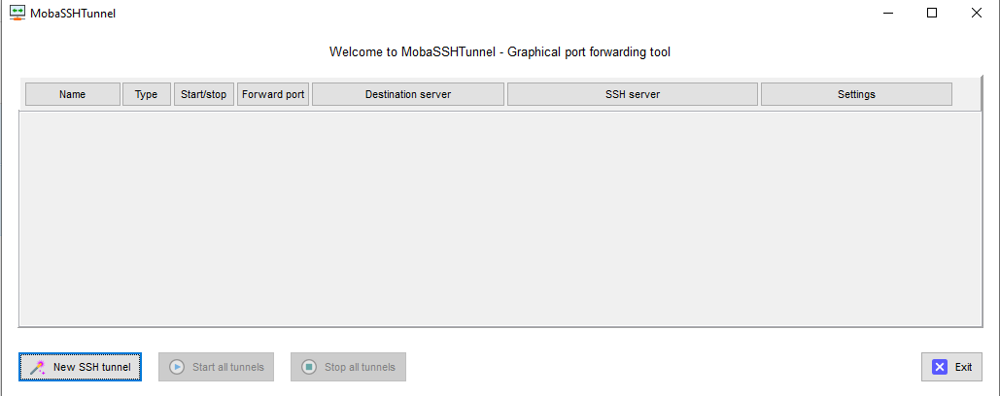 MobaSSHTunnel
Welcome to MobaSSHTunnel - Graphical port forwarding tool
Name Type Start/stop Forward port Destination server SSH server Settings
New SSH tunnel Start all tunnels Stop all tunnels Exit